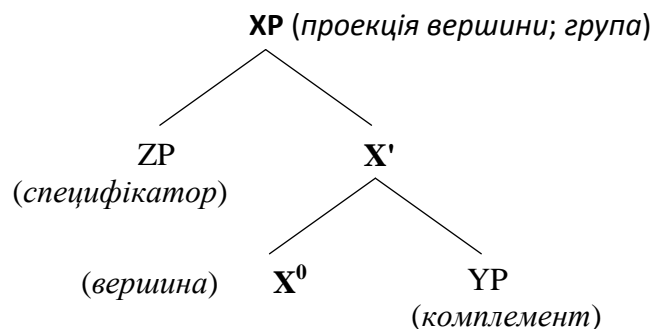 XP (проекція вершини; група)
ZP X'
(специфікатор)
(вершина) X⁰ YP
(комплемент)